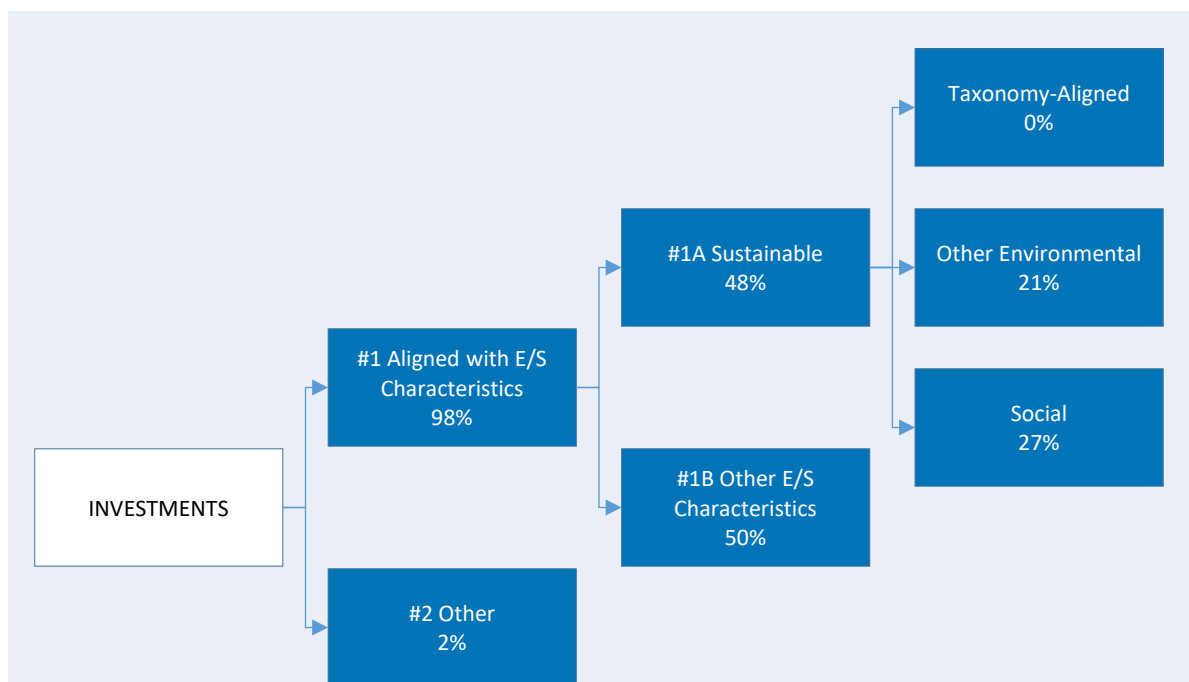 Taxonomy-Aligned
0%
#1A Sustainable
48%
Other Environmental
21%
#1 Aligned with E/S
Characteristics
98%
Social
27%
INVESTMENTS
#1B Other E/S
Characteristics
50%
#2 Other
2%